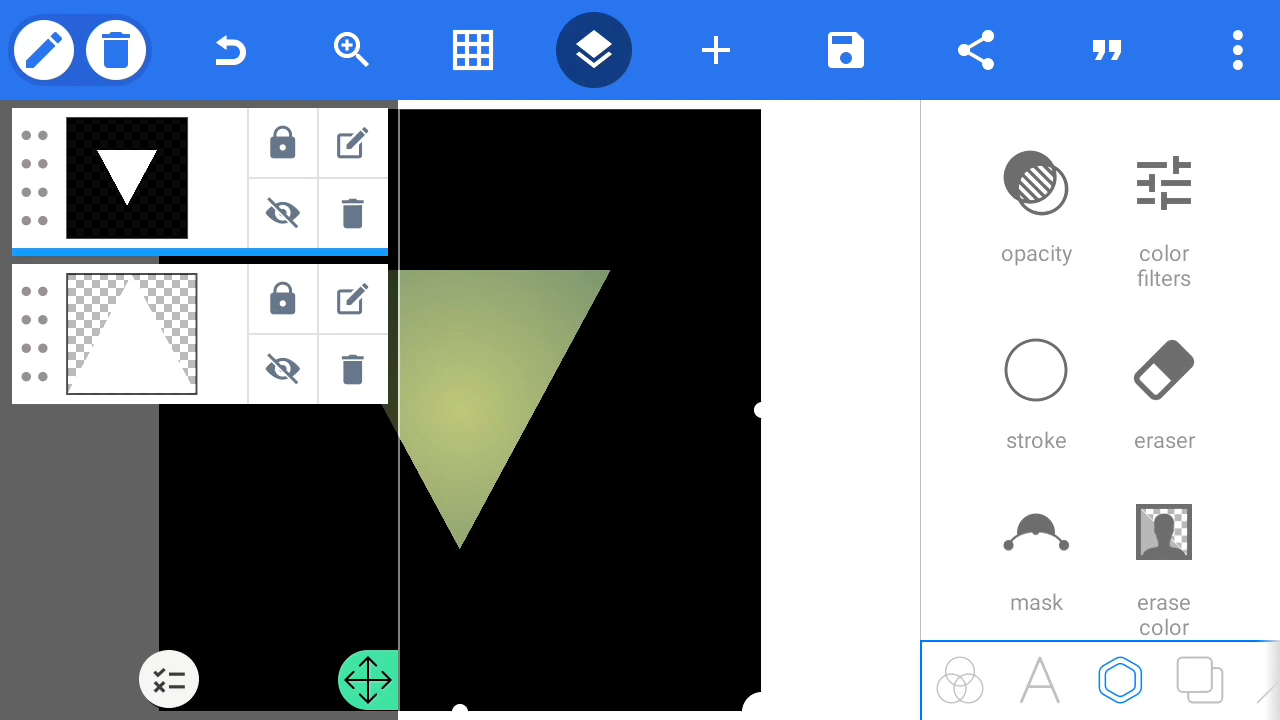 opacity
color
filters
stroke
eraser
mask
erase
color